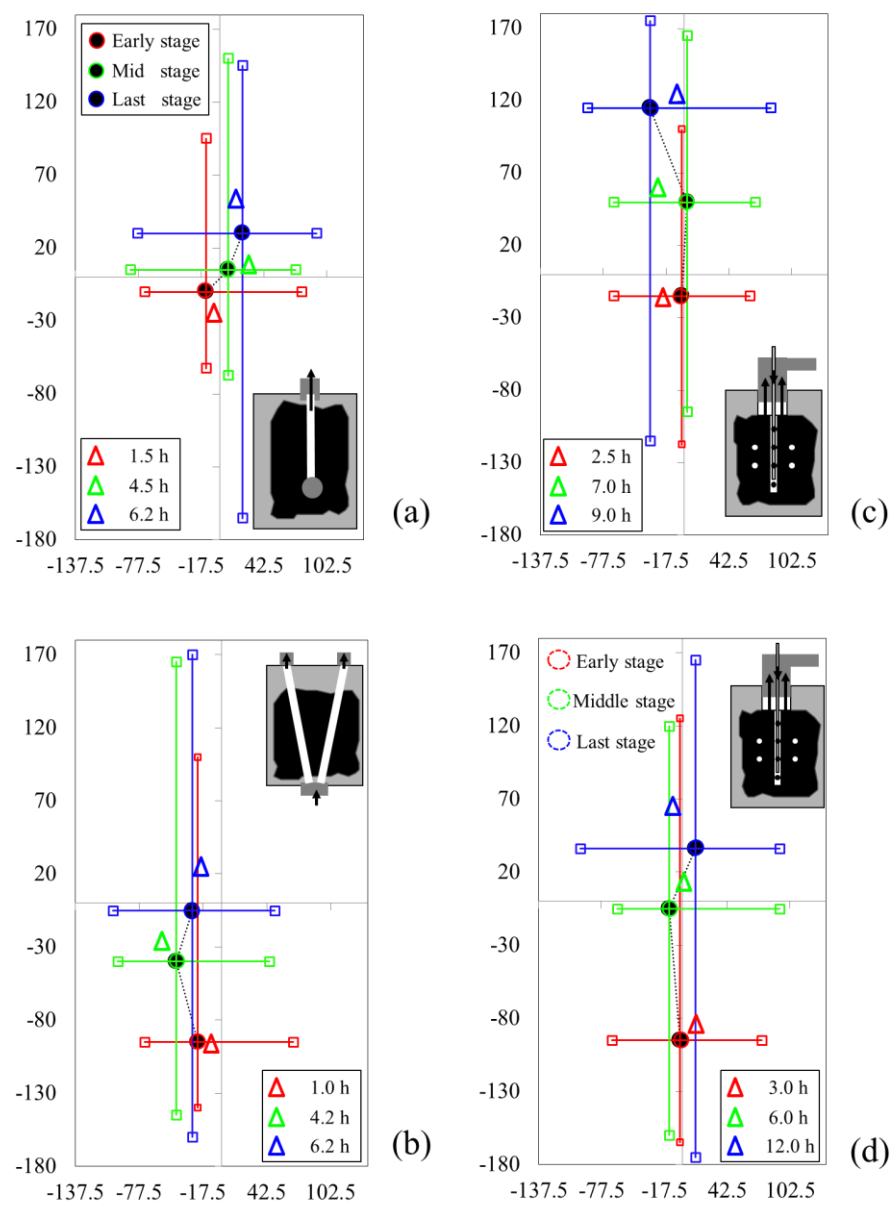 170
120
70
20
-30
-80
-130
-180
-137.5 -77.5 -17.5 42.5 102.5
Early stage
Mid stage
Last stage
1.5 h
4.5 h
6.2 h
(a)
170
120
70
20
-30
-80
-130
-180
-137.5 -77.5 -17.5 42.5 102.5
2.5 h
7.0 h
9.0 h
(c)
170
120
70
20
-30
-80
-130
-180
-137.5 -77.5 -17.5 42.5 102.5
1.0 h
4.2 h
6.2 h
(b)
170
120
70
20
-30
-80
-130
-180
-137.5 -77.5 -17.5 42.5 102.5
Early stage
Middle stage
Last stage
3.0 h
6.0 h
12.0 h
(d)